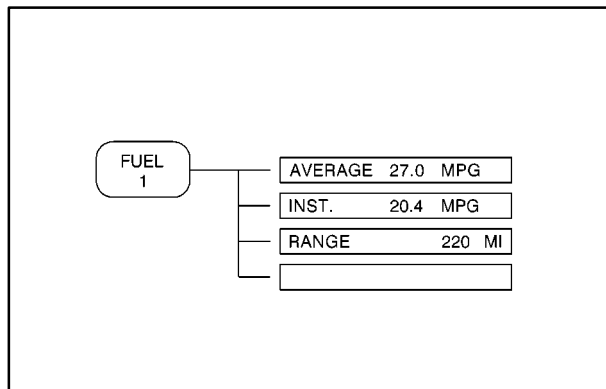 FUEL
1
AVERAGE 27.0 MPG
INST. 20.4 MPG
RANGE 220 MI